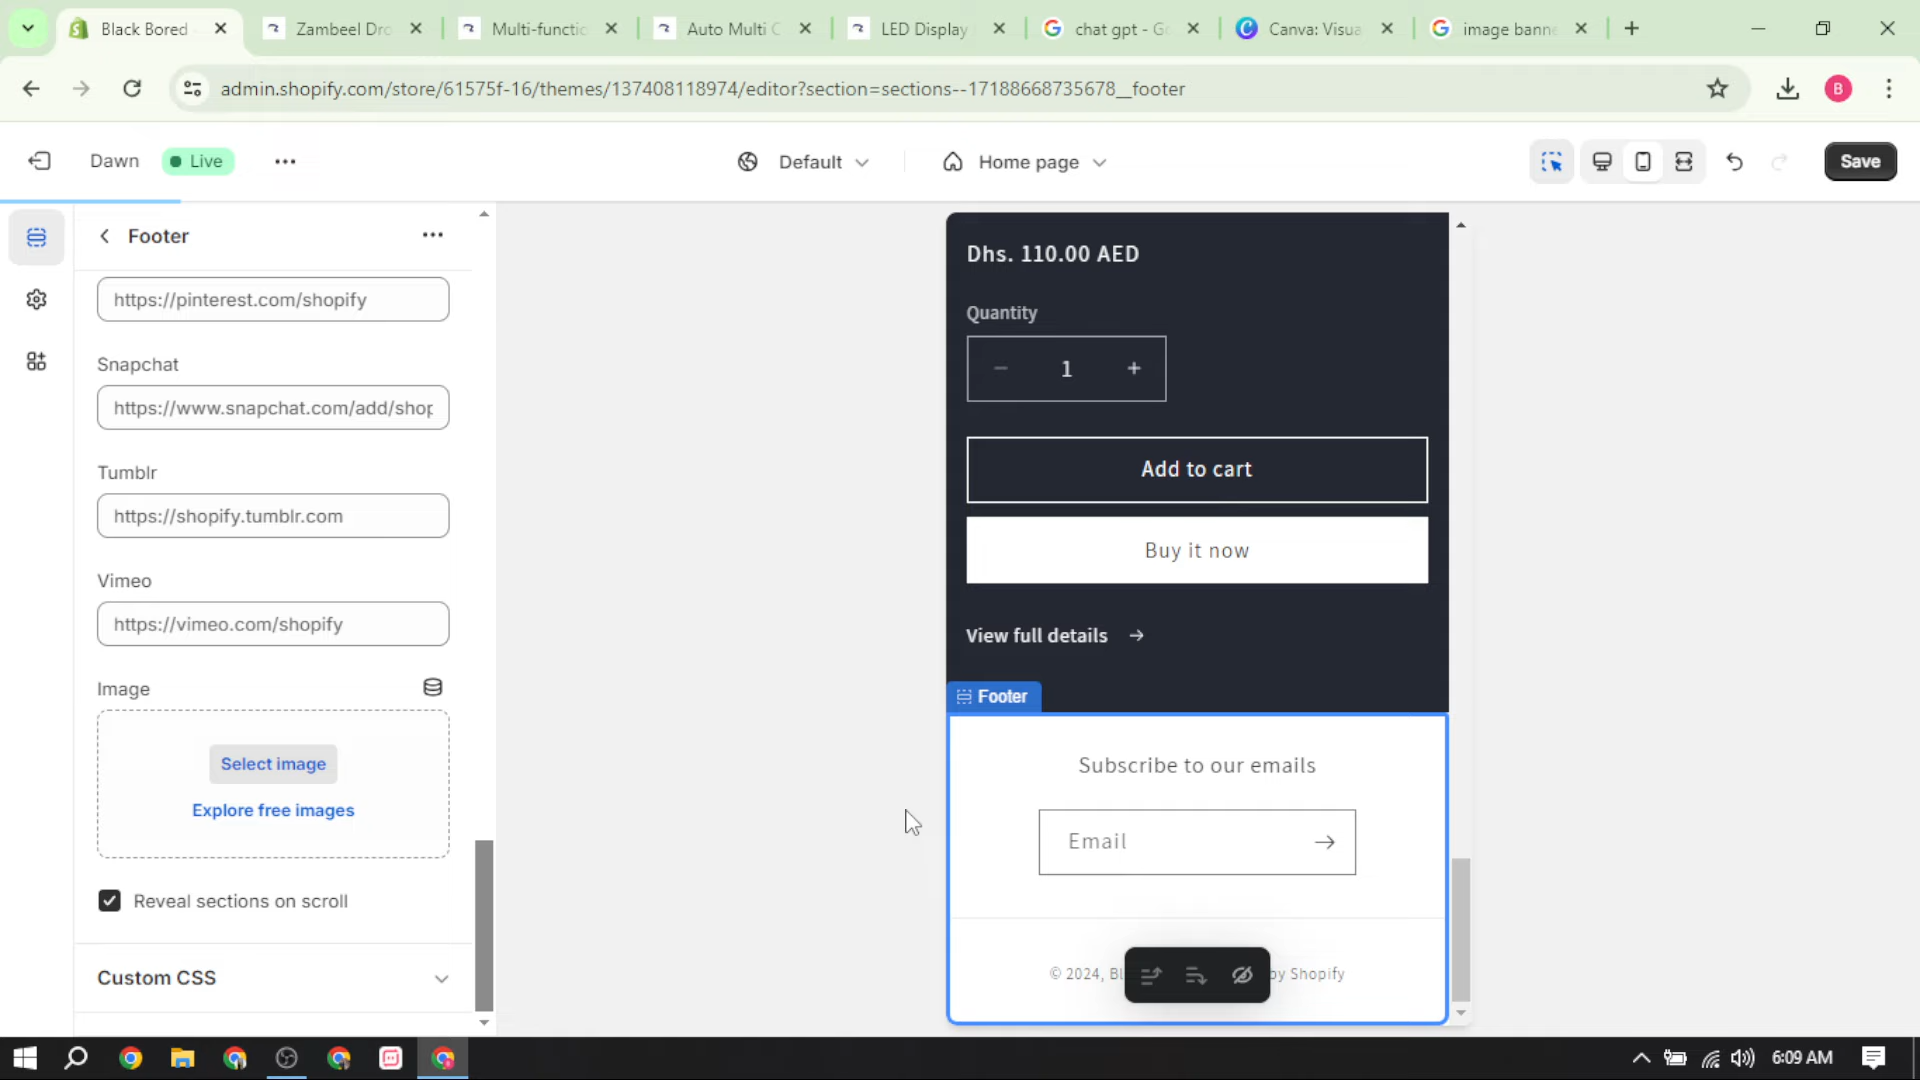 Black Bored
Zambeel Dro
Multi-functio
Auto Multi C
LED Display
chat gpt - Go
Canva: Visua
image banne
admin.shopify.com/store/61575f-16/themes/137408118974/editor?section=sections--17188668735678__footer
B
Dawn
Live
Default
Home page
Save
Footer
https://pinterest.com/shopify
Snapchat
https://www.snapchat.com/add/shop
Tumblr
https://shopify.tumblr.com
Vimeo
https://vimeo.com/shopify
Image
Select image
Explore free images
Reveal sections on scroll
Custom CSS
Dhs. 110.00 AED
Quantity
1
Add to cart
Buy it now
View full details
Footer
Subscribe to our emails
Email
© 2024, Bl by Shopify
6:09 AM